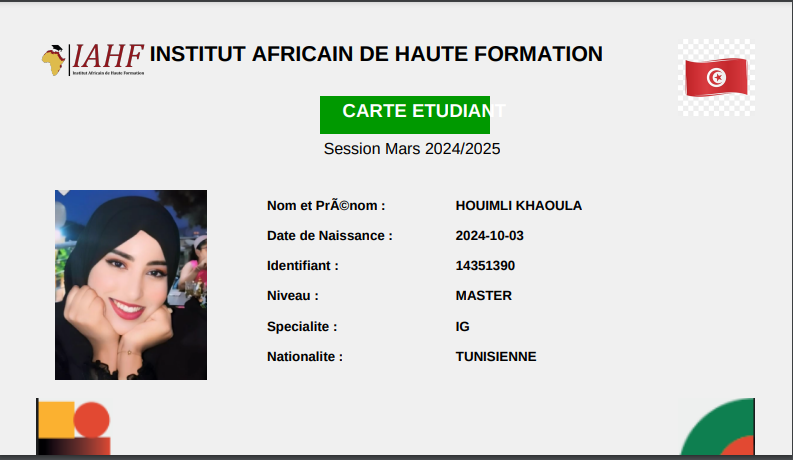 IAHF INSTITUT AFRICAIN DE HAUTE FORMATION
Institut Africain de Haute Formation
CARTE ETUDIANT
Session Mars 2024/2025
Nom et PrÃ©nom : HOUIMLI KHAOULA
Date de Naissance : 2024-10-03
Identifiant : 14351390
Niveau : MASTER
Specialite : IG
Nationalite : TUNISIENNE